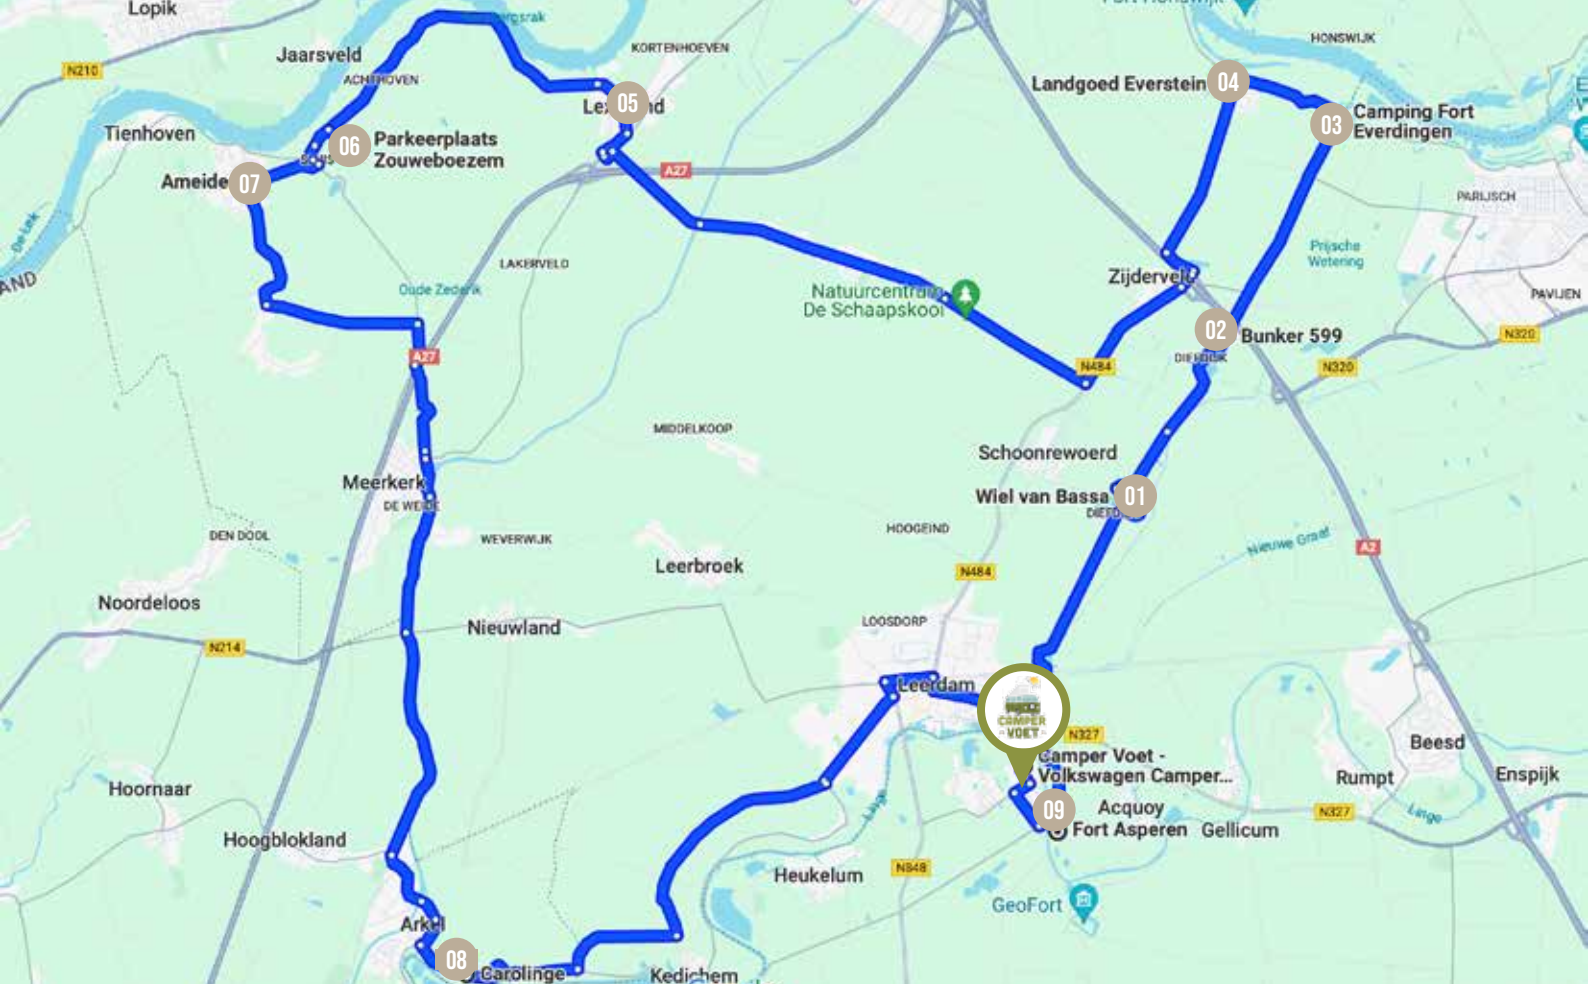 Lopik
KORTENHOEVEN
HONSWIJK
Jaarsveld
N210
ACHTHOVEN
Landgoed Everstein
04
05
Camping Fort
Everdingen
03
Tienhoven
06
Parkeerplaats
Zouweboezem
Ameide
07
A27
PARIJSCH
De Lek
LAKERVELD
Prijsche
Wetering
Oude Zederik
Natuurcentrum
De Schaapskooi
PAVIJEN
02
Bunker 599
N320
N320
A27
N484
MIDDELKOOP
Schoonrewoerd
Meerkerk
Wiel van Bassa
01
HOOGEIND
DEN DOOL
WEVERWIJK
Nieuwe Graaf
A2
Leerbroek
N484
Noordeloos
LOOSDORP
Nieuwland
N214
Leerdam
CAMPER
VOET
N327
Beesd
Camper Voet -
Volkswagen Camper...
Rumpt
Enspijk
Hoornaar
09
Acquoy
N327
Linge
Fort Asperen
Gellicum
Hoogblokland
N848
Heukelum
GeoFort
Arkel
08
Carolinge
Kedichem